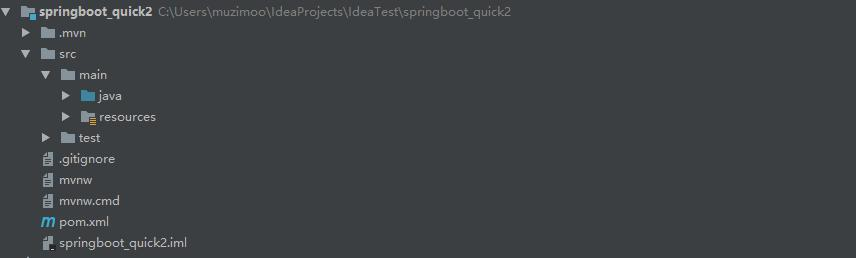 springboot_quick2 C:\Users\muzimoo\IdeaProjects\IdeaTest\springboot_quick2
.mvn
src
main
java
resources
test
.gitignore
mvnw
mvnw.cmd
pom.xml
springboot_quick2.iml